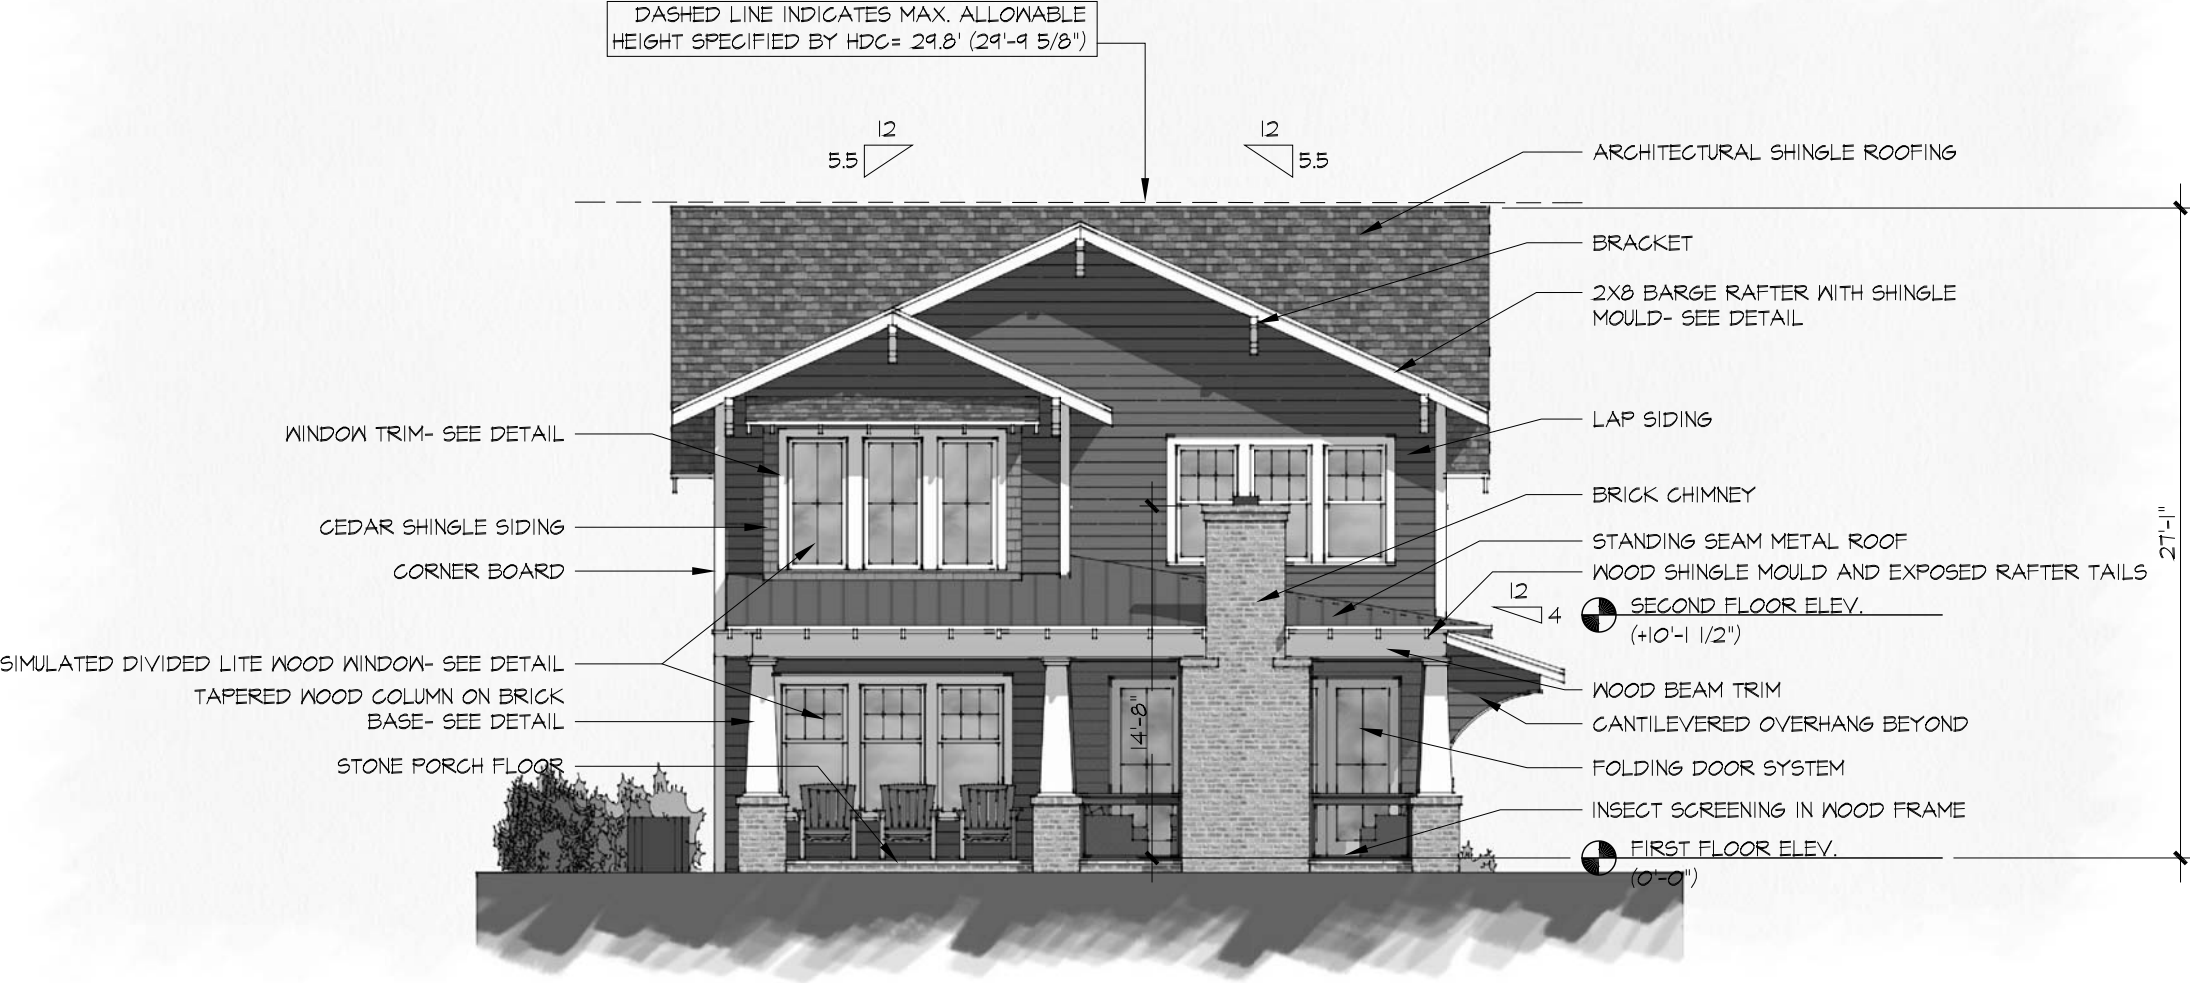 DASHED LINE INDICATES MAX. ALLOWABLE
HEIGHT SPECIFIED BY HDC= 29.8' (29'-9 5/8")
12
5.5
12
5.5
ARCHITECTURAL SHINGLE ROOFING
BRACKET
2X8 BARGE RAFTER WITH SHINGLE
MOULD- SEE DETAIL
LAP SIDING
WINDOW TRIM- SEE DETAIL
BRICK CHIMNEY
CEDAR SHINGLE SIDING
STANDING SEAM METAL ROOF
27'-1"
CORNER BOARD
WOOD SHINGLE MOULD AND EXPOSED RAFTER TAILS
12
4
SECOND FLOOR ELEV.
(+10'-1 1/2")
SIMULATED DIVIDED LITE WOOD WINDOW- SEE DETAIL
TAPERED WOOD COLUMN ON BRICK
BASE- SEE DETAIL
WOOD BEAM TRIM
14'-8"
CANTILEVERED OVERHANG BEYOND
STONE PORCH FLOOR
FOLDING DOOR SYSTEM
INSECT SCREENING IN WOOD FRAME
FIRST FLOOR ELEV.
(0'-0")